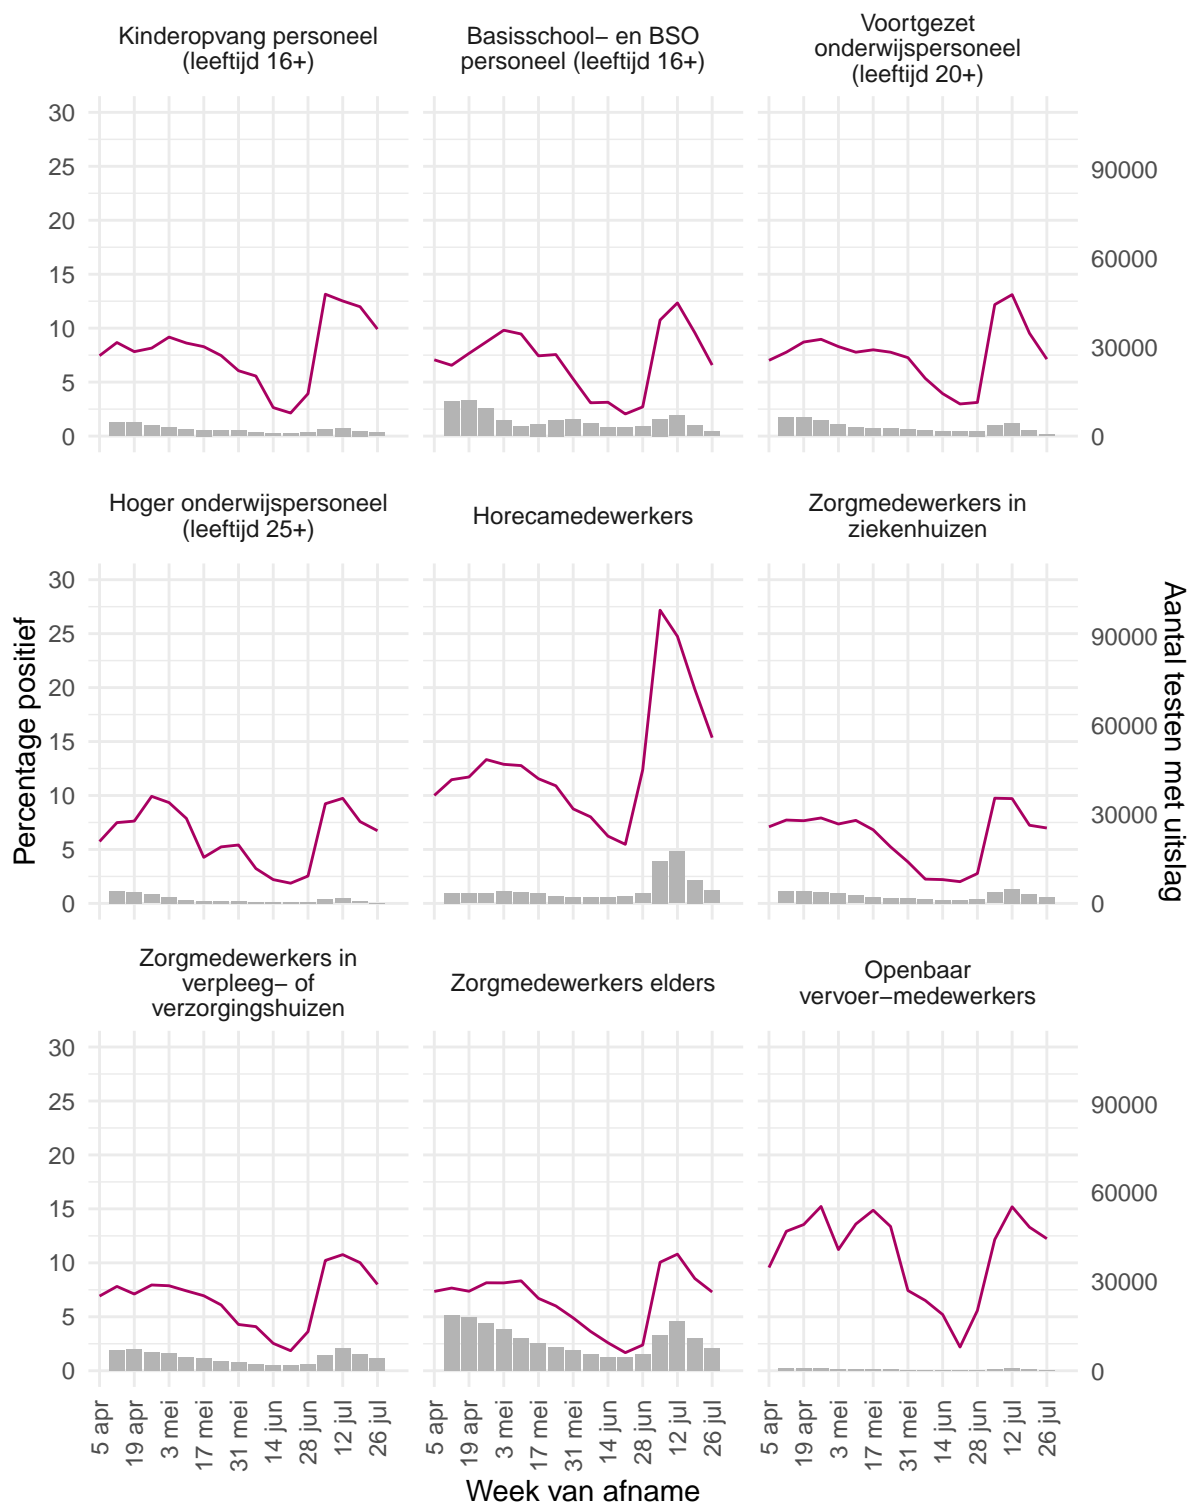 Kinderopvang personeel
(leeftijd 16+)
Basisschool− en BSO
personeel (leeftijd 16+)
Voortgezet
onderwijspersoneel
(leeftijd 20+)
30
25
20
15
10
5
0
90000
60000
30000
0
Hoger onderwijspersoneel
(leeftijd 25+)
Horecamedewerkers
Zorgmedewerkers in
ziekenhuizen
30
25
20
15
10
5
0
90000
60000
30000
0
Percentage positief
Aantal testen met uitslag
Zorgmedewerkers in
verpleeg− of
verzorgingshuizen
Zorgmedewerkers elders
Openbaar
vervoer−medewerkers
30
25
20
15
10
5
0
90000
60000
30000
0
5 apr
19 apr
3 mei
17 mei
31 mei
14 jun
28 jun
12 jul
26 jul
5 apr
19 apr
3 mei
17 mei
31 mei
14 jun
28 jun
12 jul
26 jul
5 apr
19 apr
3 mei
17 mei
31 mei
14 jun
28 jun
12 jul
26 jul
Week van afname